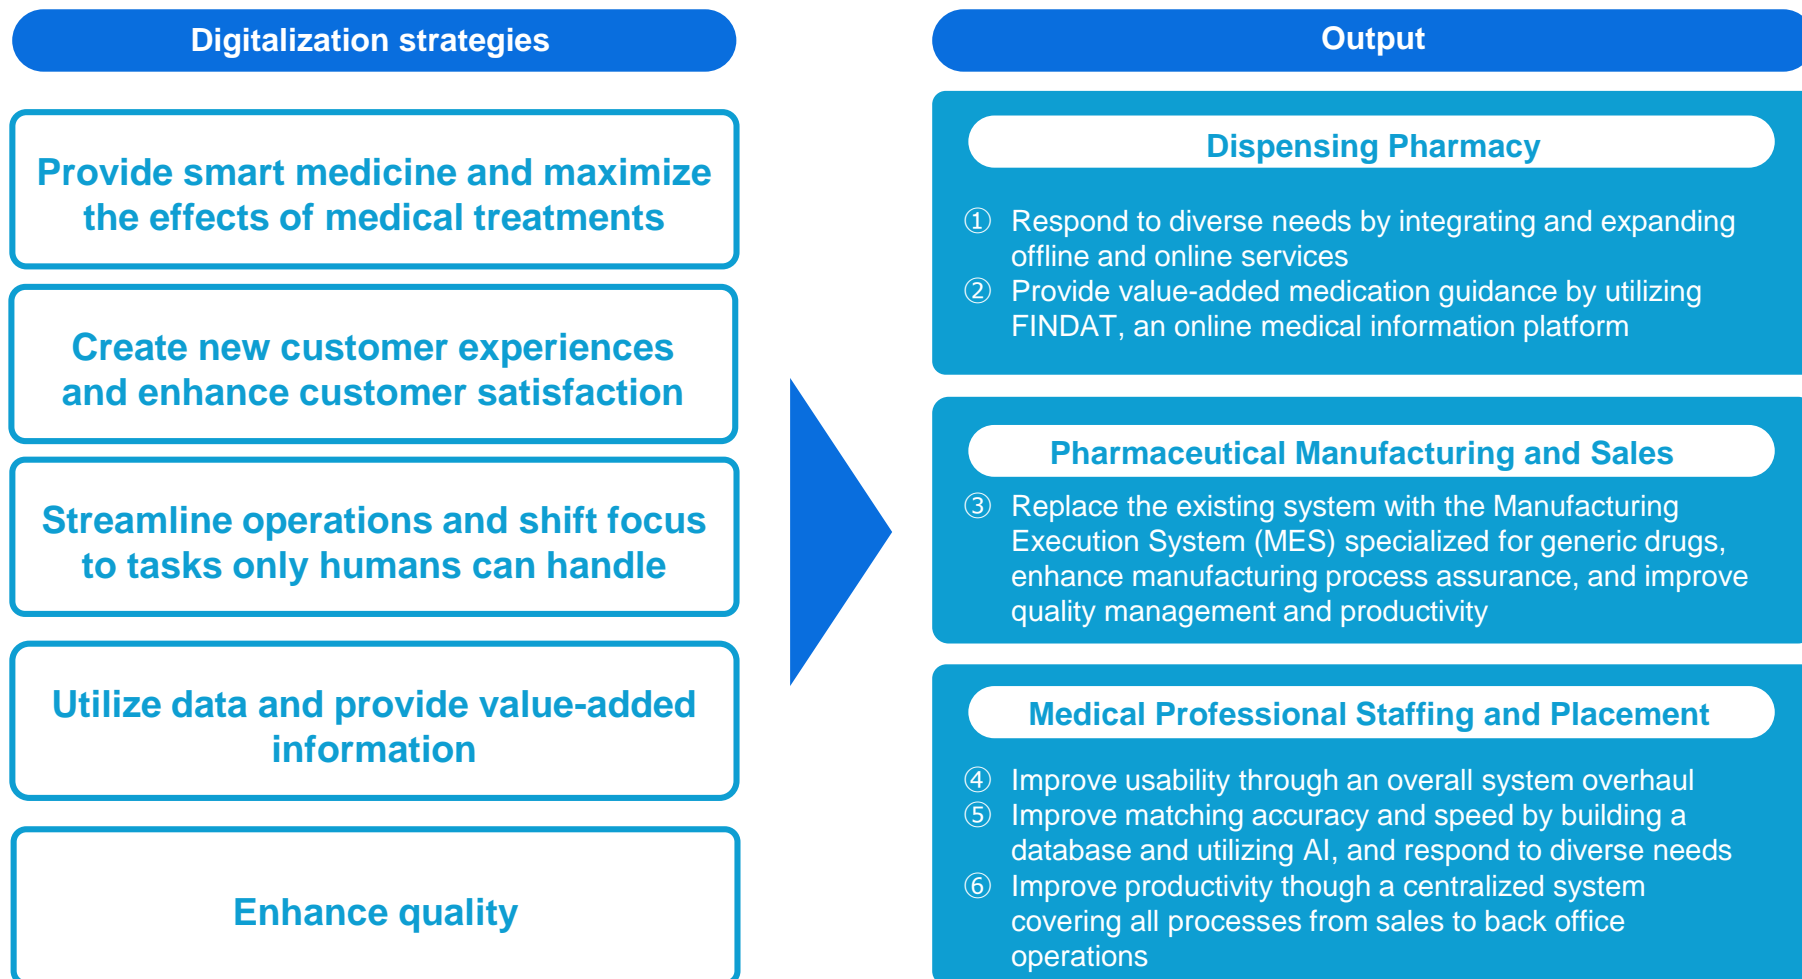 Digitalization strategies
Provide smart medicine and maximize
the effects of medical treatments
Create new customer experiences
and enhance customer satisfaction
Streamline operations and shift focus
to tasks only humans can handle
Utilize data and provide value-added
information
Enhance quality
Output
Dispensing Pharmacy
① Respond to diverse needs by integrating and expanding
offline and online services
② Provide value-added medication guidance by utilizing
FINDAT, an online medical information platform
Pharmaceutical Manufacturing and Sales
③ Replace the existing system with the Manufacturing
Execution System (MES) specialized for generic drugs,
enhance manufacturing process assurance, and improve
quality management and productivity
Medical Professional Staffing and Placement
④ Improve usability through an overall system overhaul
⑤ Improve matching accuracy and speed by building a
database and utilizing AI, and respond to diverse needs
⑥ Improve productivity though a centralized system
covering all processes from sales to back office
operations